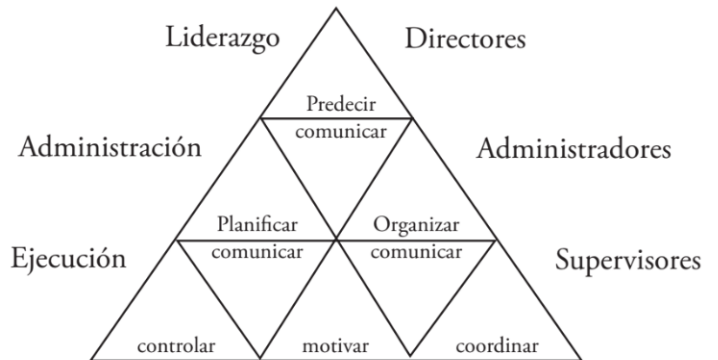 Liderazgo Directores
Predecir
comunicar
Administración Administradores
Planificar Organizar
comunicar comunicar
Ejecución Supervisores
controlar motivar coordinar